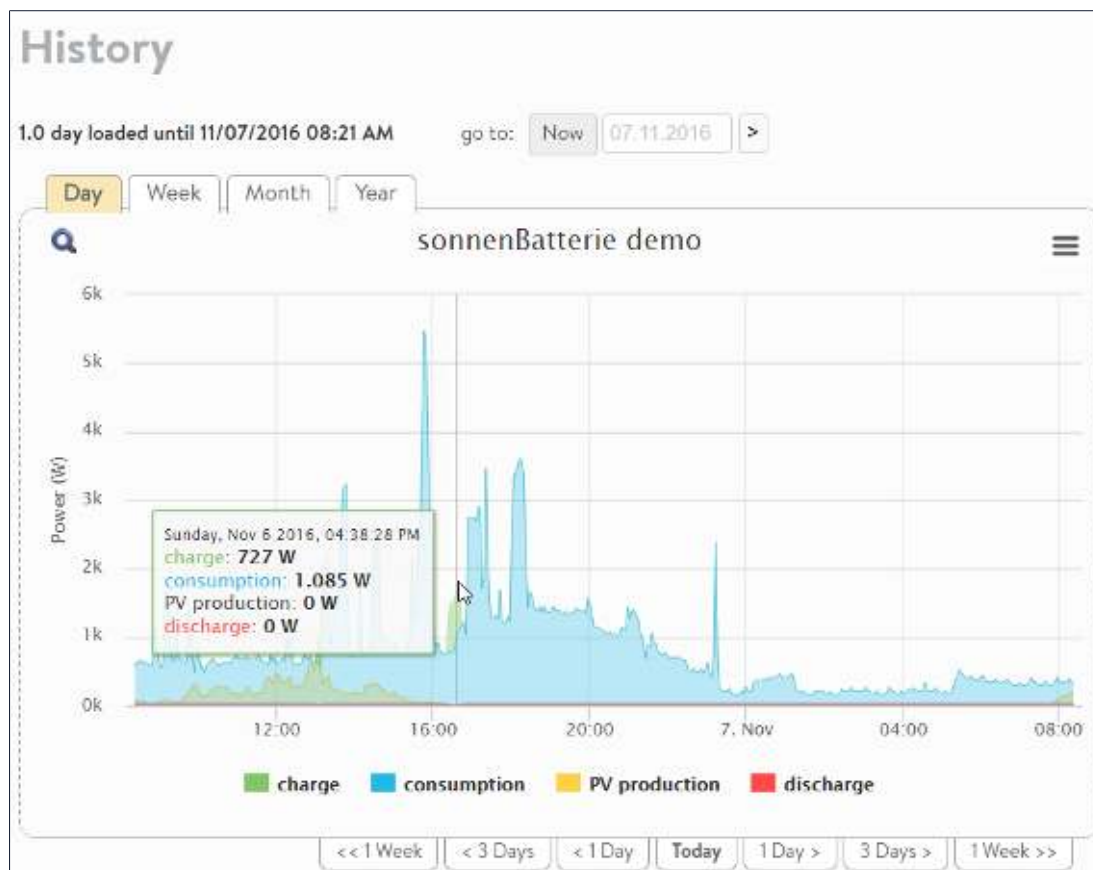 History
1.0 day loaded until 11/07/2016 08:21 AM go to: Now 07.11.2016 >
Day Week Month Year
sonnenBatterie demo
6k
5k
4k
3k
2k
1k
0k
Power (W)
Sunday, Nov 6 2016, 04:38:28 PM
charge: 727 W
consumption: 1.085 W
PV production: 0 W
discharge: 0 W
12:00 16:00 20:00 7. Nov 04:00 08:00
charge consumption PV production discharge
<< 1 Week < 3 Days < 1 Day Today 1 Day > 3 Days > 1 Week >>